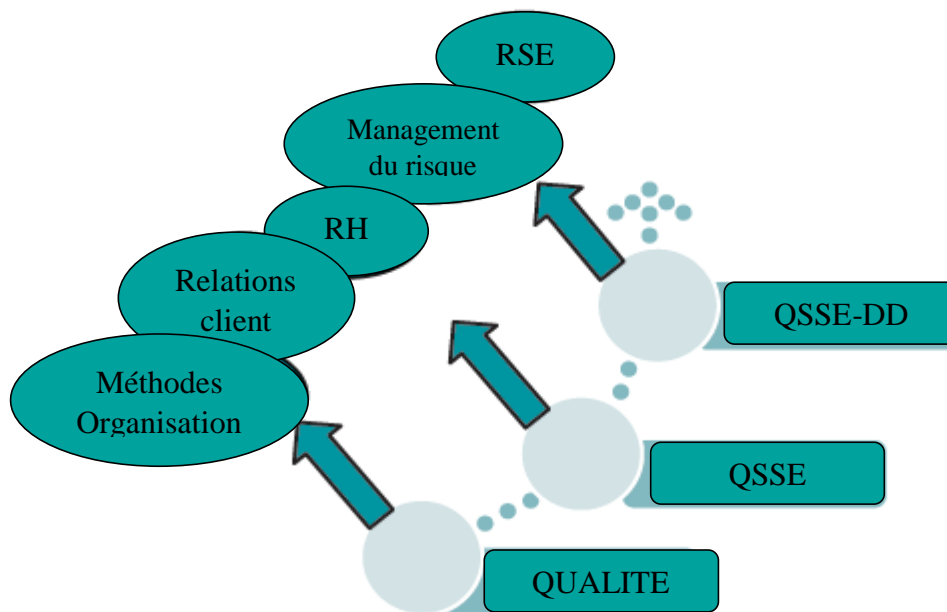 RSE
Management
du risque
RH
Relations
client
Méthodes
Organisation
QSSE-DD
QSSE
QUALITE